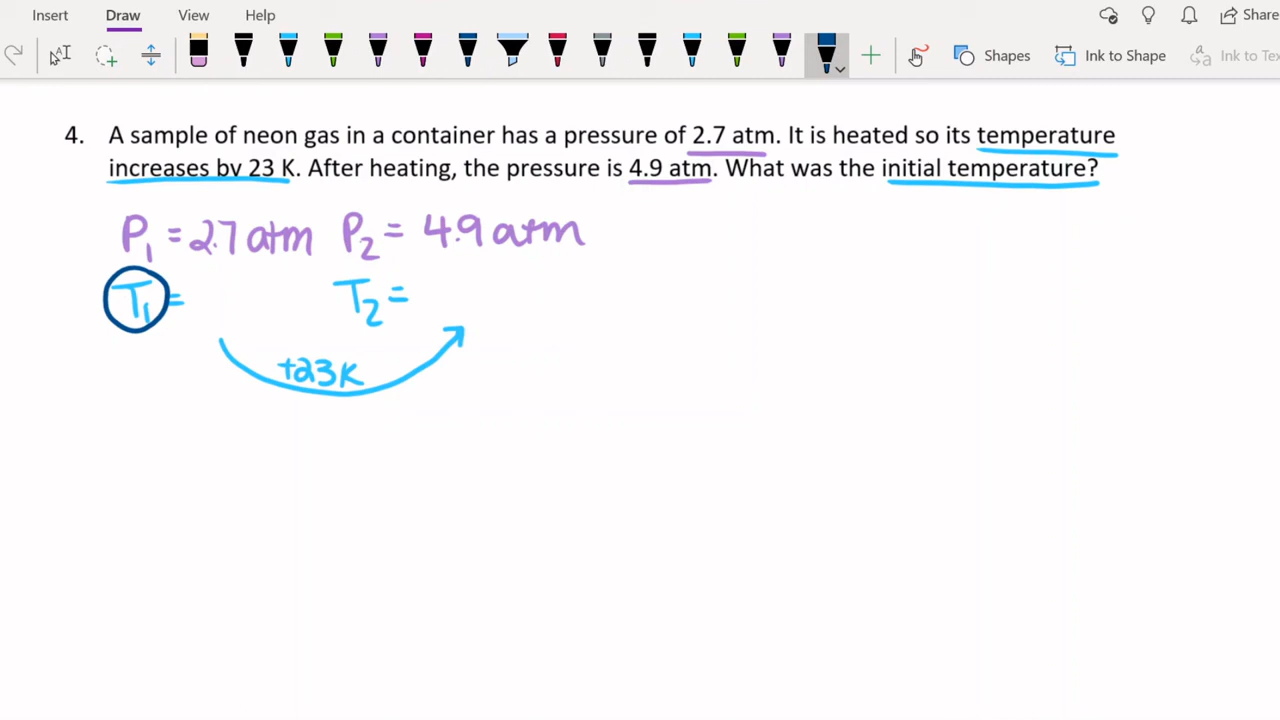 Insert Draw View Help Share
Shapes Ink to Shape Ink to Tex
4. A sample of neon gas in a container has a pressure of 2.7 atm. It is heated so its temperature
increases by 23 K. After heating, the pressure is 4.9 atm. What was the initial temperature?
P₁ = 2.7 atm P₂ = 4.9 atm
T₁ = T₂ =
+23K